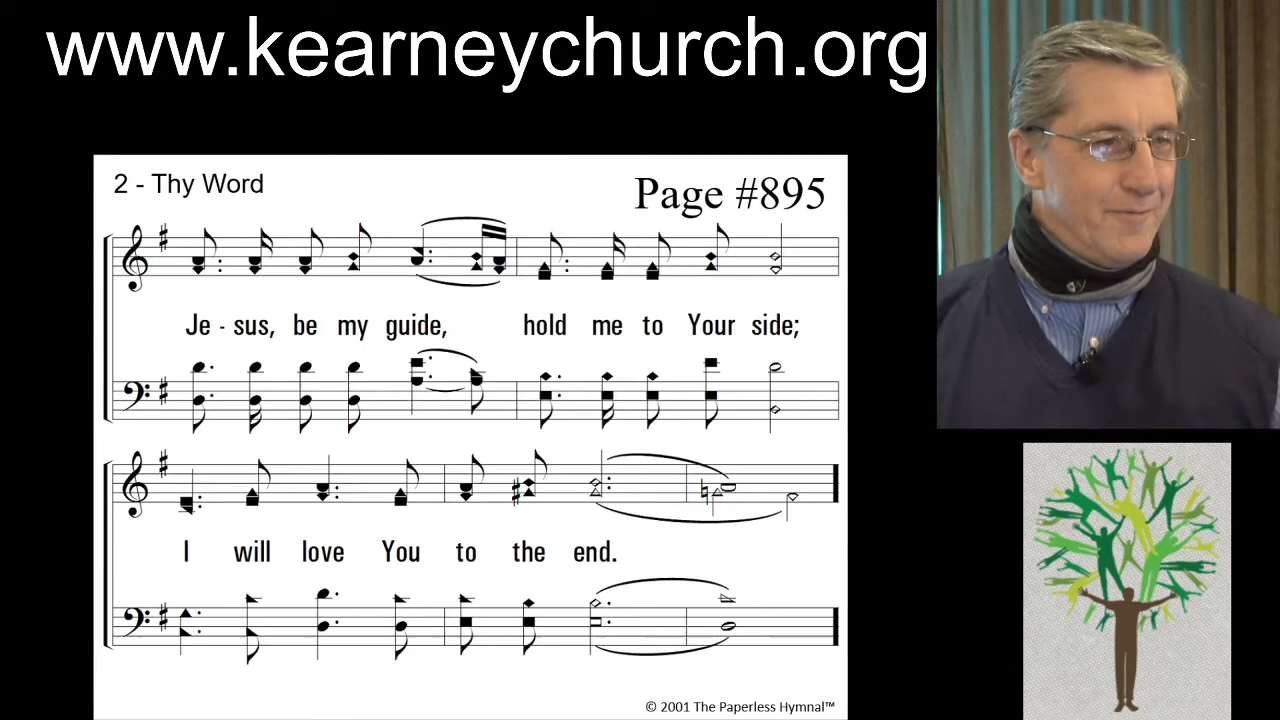 www.kearneychurch.org
2 - Thy Word
Page #895
Je - sus, be my guide, hold me to Your side;
I will love You to the end.
© 2001 The Paperless Hymnal™